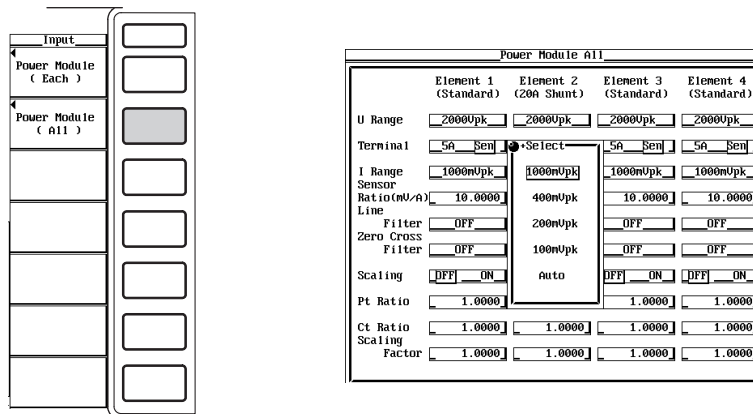 Input
Power Module
( Each )
Power Module
( All )
Power Module All
Element 1 Element 2 Element 3 Element 4
(Standard) (20A Shunt) (Standard) (Standard)
U Range 2000Vpk 2000Vpk 2000Vpk 2000Vpk
Terminal 5A Sen +Select 5A Sen 5A Sen
I Range 1000mVpk 1000mVpk 1000mVpk 1000mVpk
Sensor
Ratio(mV/A) 10.0000 400mVpk 10.0000 10.0000
Line
Filter OFF 200mVpk OFF OFF
Zero Cross
Filter OFF 100mVpk OFF OFF
Scaling OFF ON Auto OFF ON OFF ON
Pt Ratio 1.0000 1.0000 1.0000
Ct Ratio 1.0000 1.0000 1.0000 1.0000
Scaling
Factor 1.0000 1.0000 1.0000 1.0000